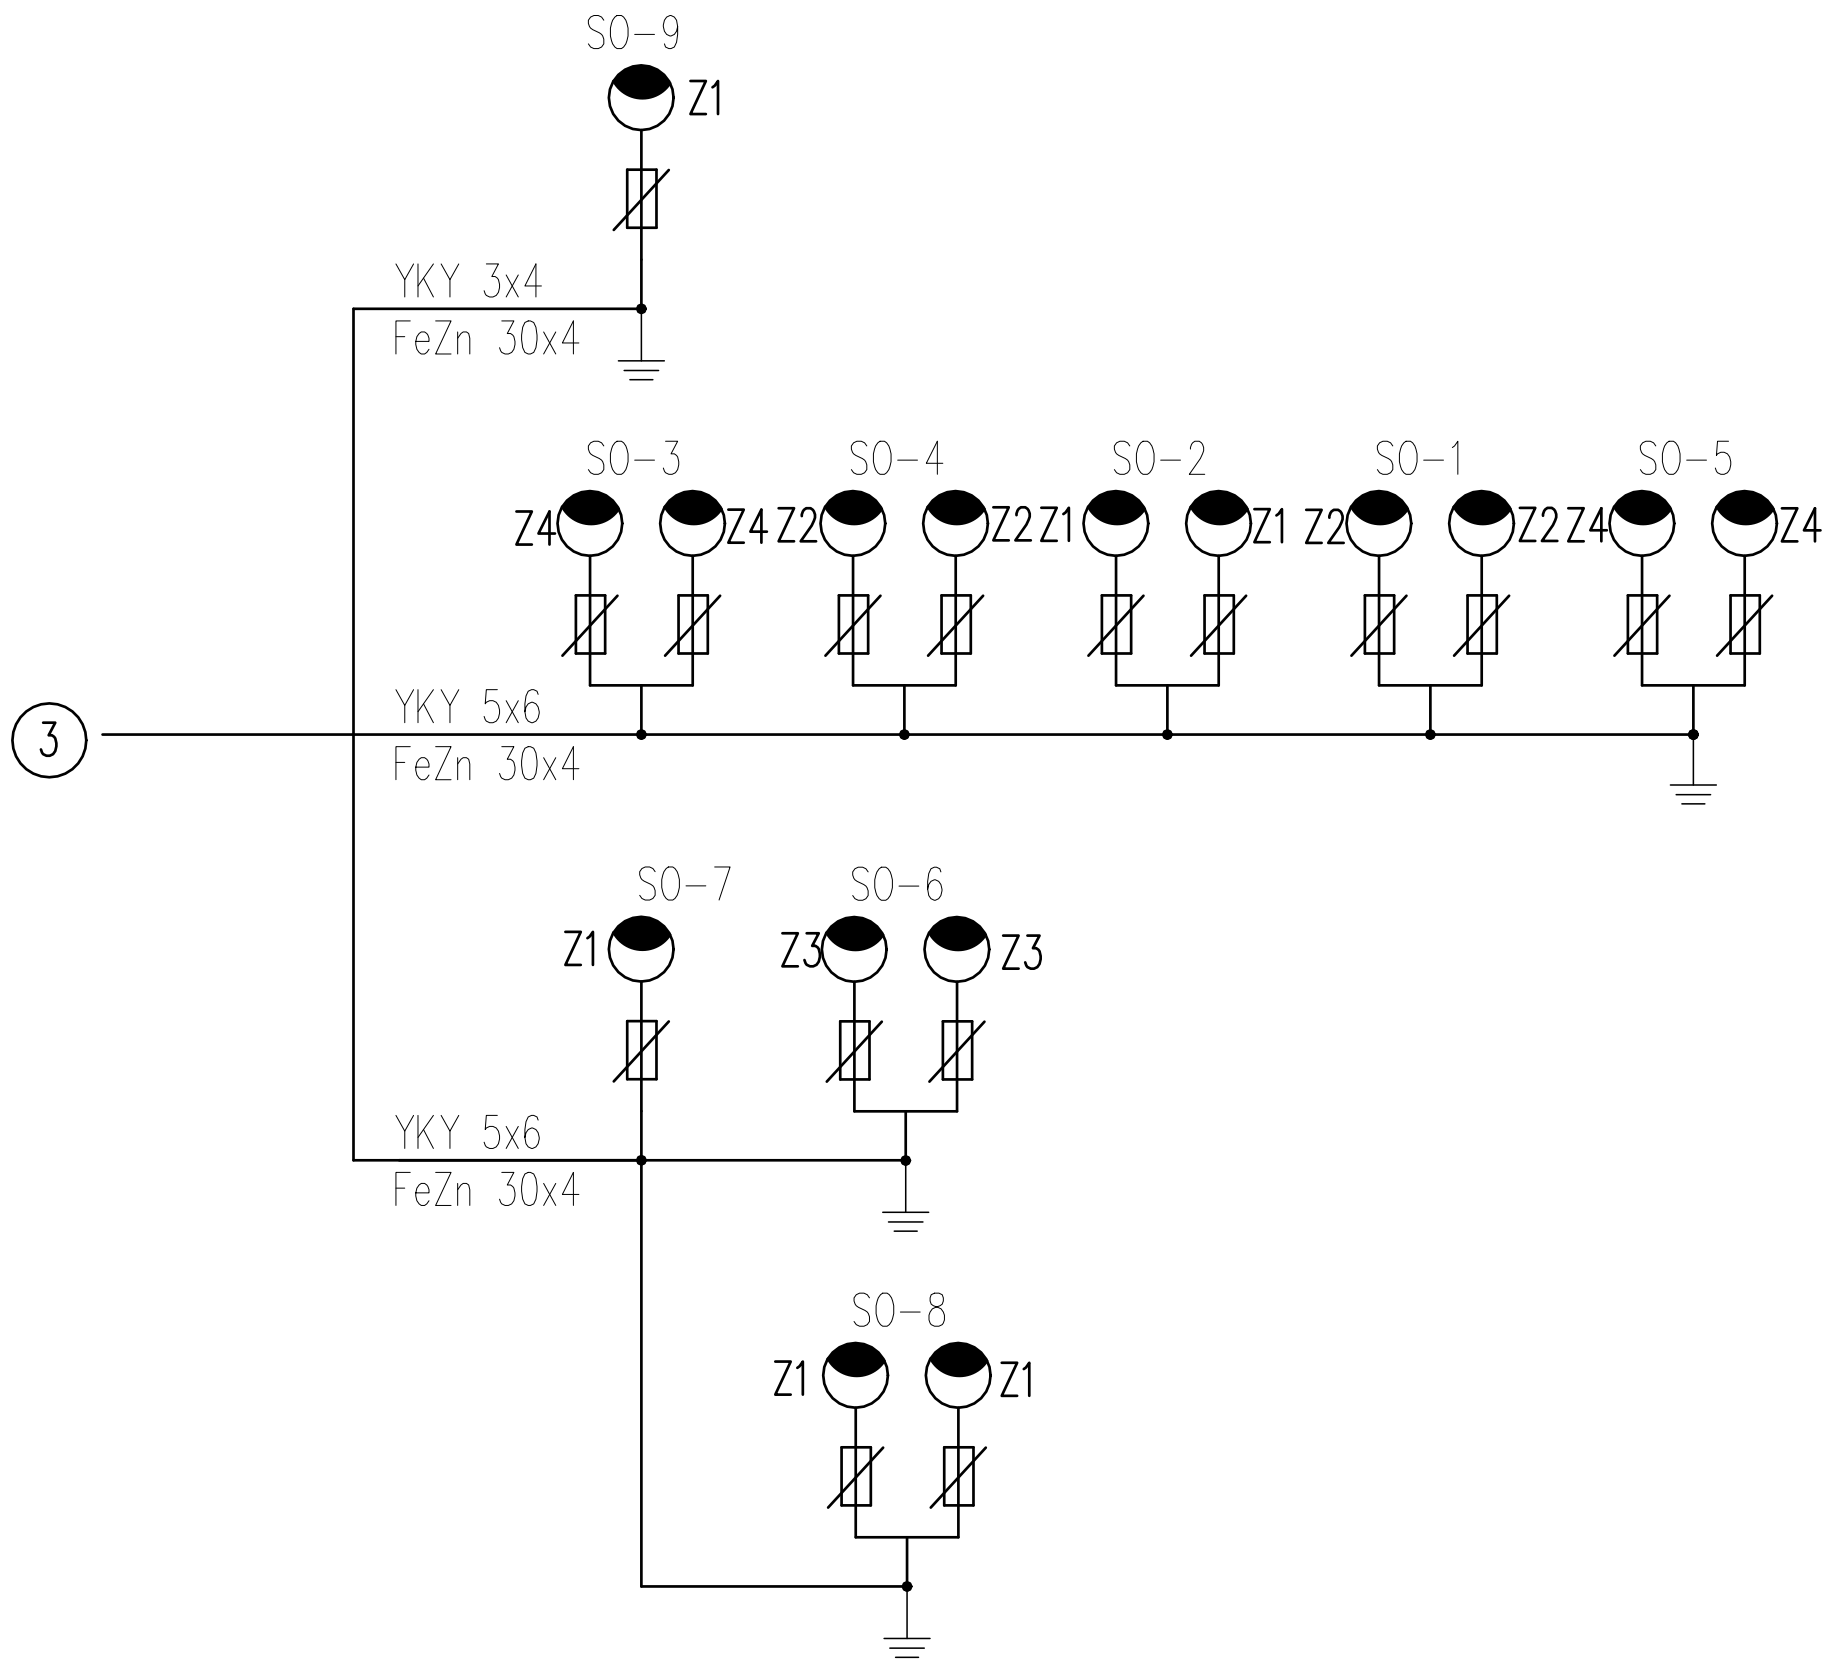 SO-9
Z1
YKY 3x4
FeZn 30x4
SO-3 SO-4 SO-2 SO-1 SO-5
Z4 Z4 Z2 Z2 Z1 Z1 Z2 Z2 Z4 Z4
YKY 5x6
3
FeZn 30x4
SO-7 SO-6
Z1 Z3 Z3
YKY 5x6
FeZn 30x4
SO-8
Z1 Z1